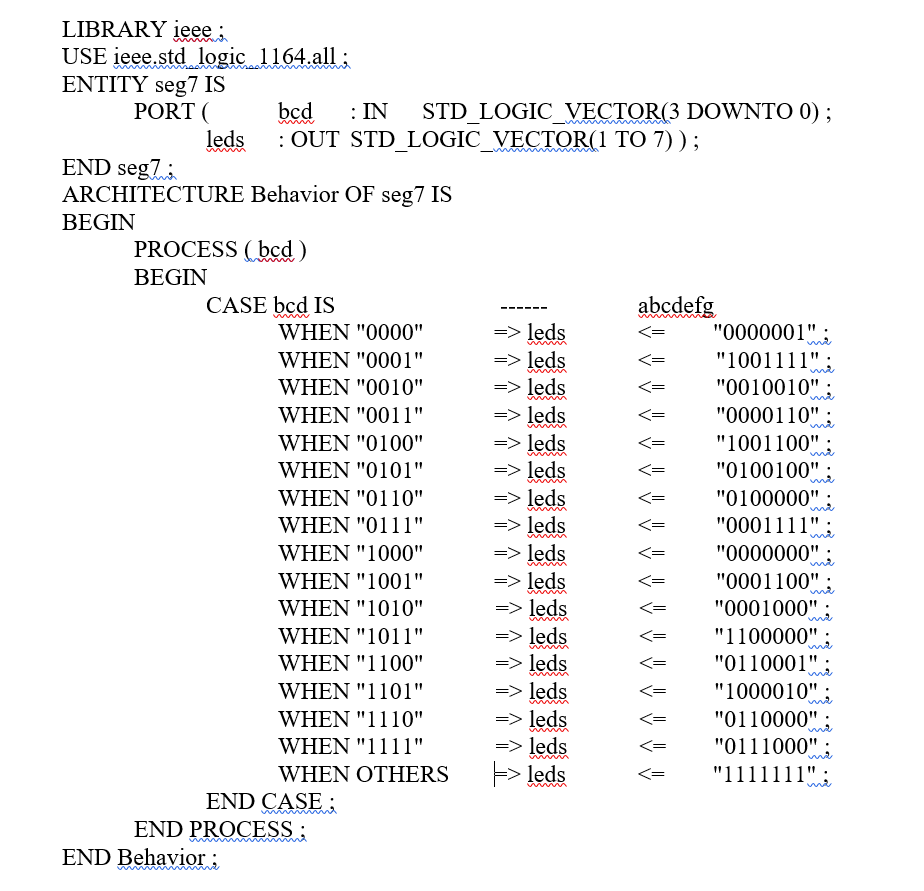 LIBRARY ieee ;
USE ieee.std_logic_1164.all ;
ENTITY seg7 IS
PORT ( bcd : IN STD_LOGIC_VECTOR(3 DOWNTO 0) ;
leds : OUT STD_LOGIC_VECTOR(1 TO 7) ) ;
END seg7 ;
ARCHITECTURE Behavior OF seg7 IS
BEGIN
PROCESS ( bcd )
BEGIN
CASE bcd IS ------ abcdefg
WHEN "0000" => leds <= "0000001" ;
WHEN "0001" => leds <= "1001111" ;
WHEN "0010" => leds <= "0010010" ;
WHEN "0011" => leds <= "0000110" ;
WHEN "0100" => leds <= "1001100" ;
WHEN "0101" => leds <= "0100100" ;
WHEN "0110" => leds <= "0100000" ;
WHEN "0111" => leds <= "0001111" ;
WHEN "1000" => leds <= "0000000" ;
WHEN "1001" => leds <= "0001100" ;
WHEN "1010" => leds <= "0001000" ;
WHEN "1011" => leds <= "1100000" ;
WHEN "1100" => leds <= "0110001" ;
WHEN "1101" => leds <= "1000010" ;
WHEN "1110" => leds <= "0110000" ;
WHEN "1111" => leds <= "0111000" ;
WHEN OTHERS => leds <= "1111111" ;
END CASE ;
END PROCESS ;
END Behavior ;